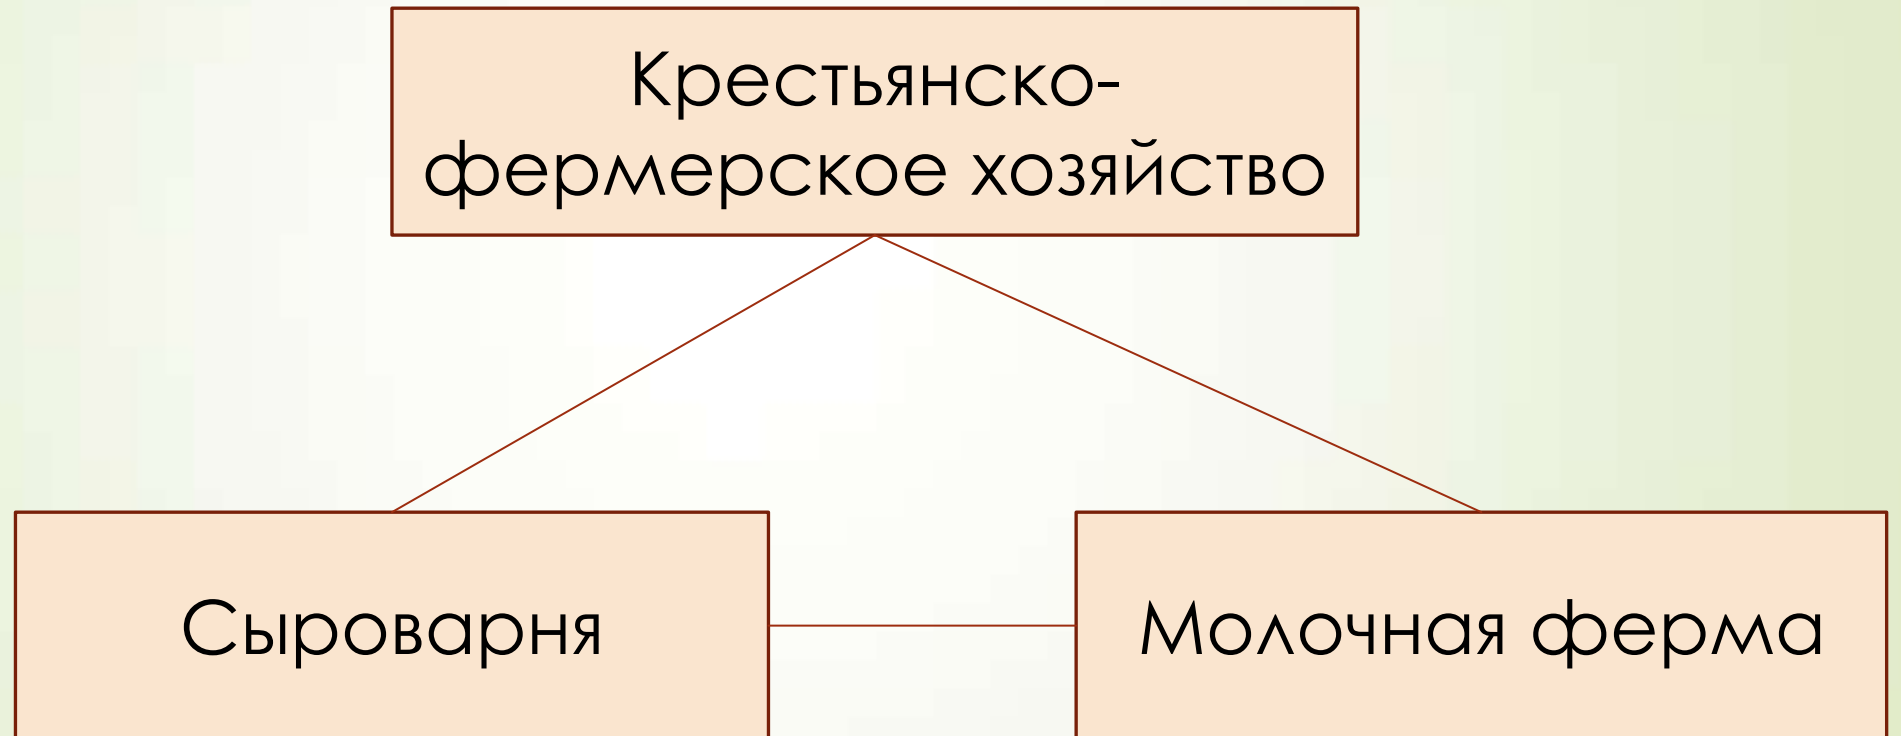 Крестьянско-
фермерское хозяйство
Сыроварня
Молочная ферма